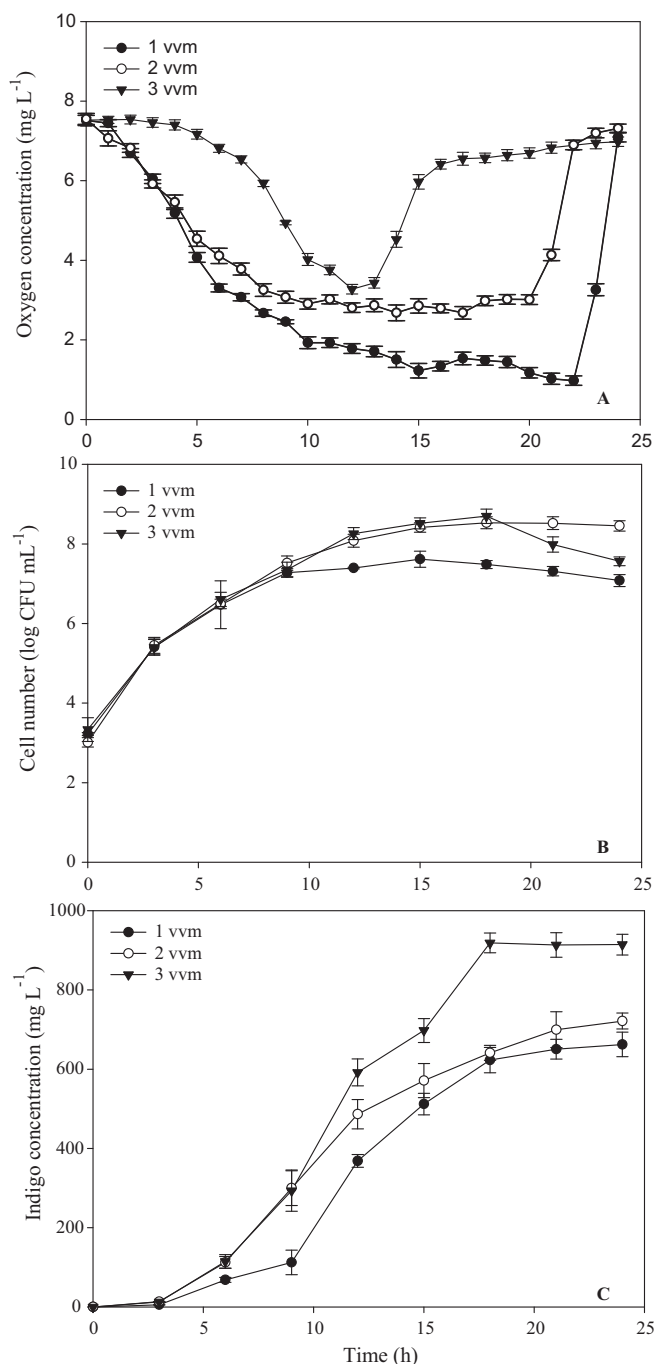 10
8
6
4
2
0
Oxygen concentration (mg L⁻¹)
1 vvm
2 vvm
3 vvm
A
0 5 10 15 20 25
10
8
6
4
2
0
Cell number (log CFU mL⁻¹)
1 vvm
2 vvm
3 vvm
B
0 5 10 15 20 25
1000
800
600
400
200
0
Indigo concentration (mg L⁻¹)
1 vvm
2 vvm
3 vvm
C
0 5 10 15 20 25
Time (h)